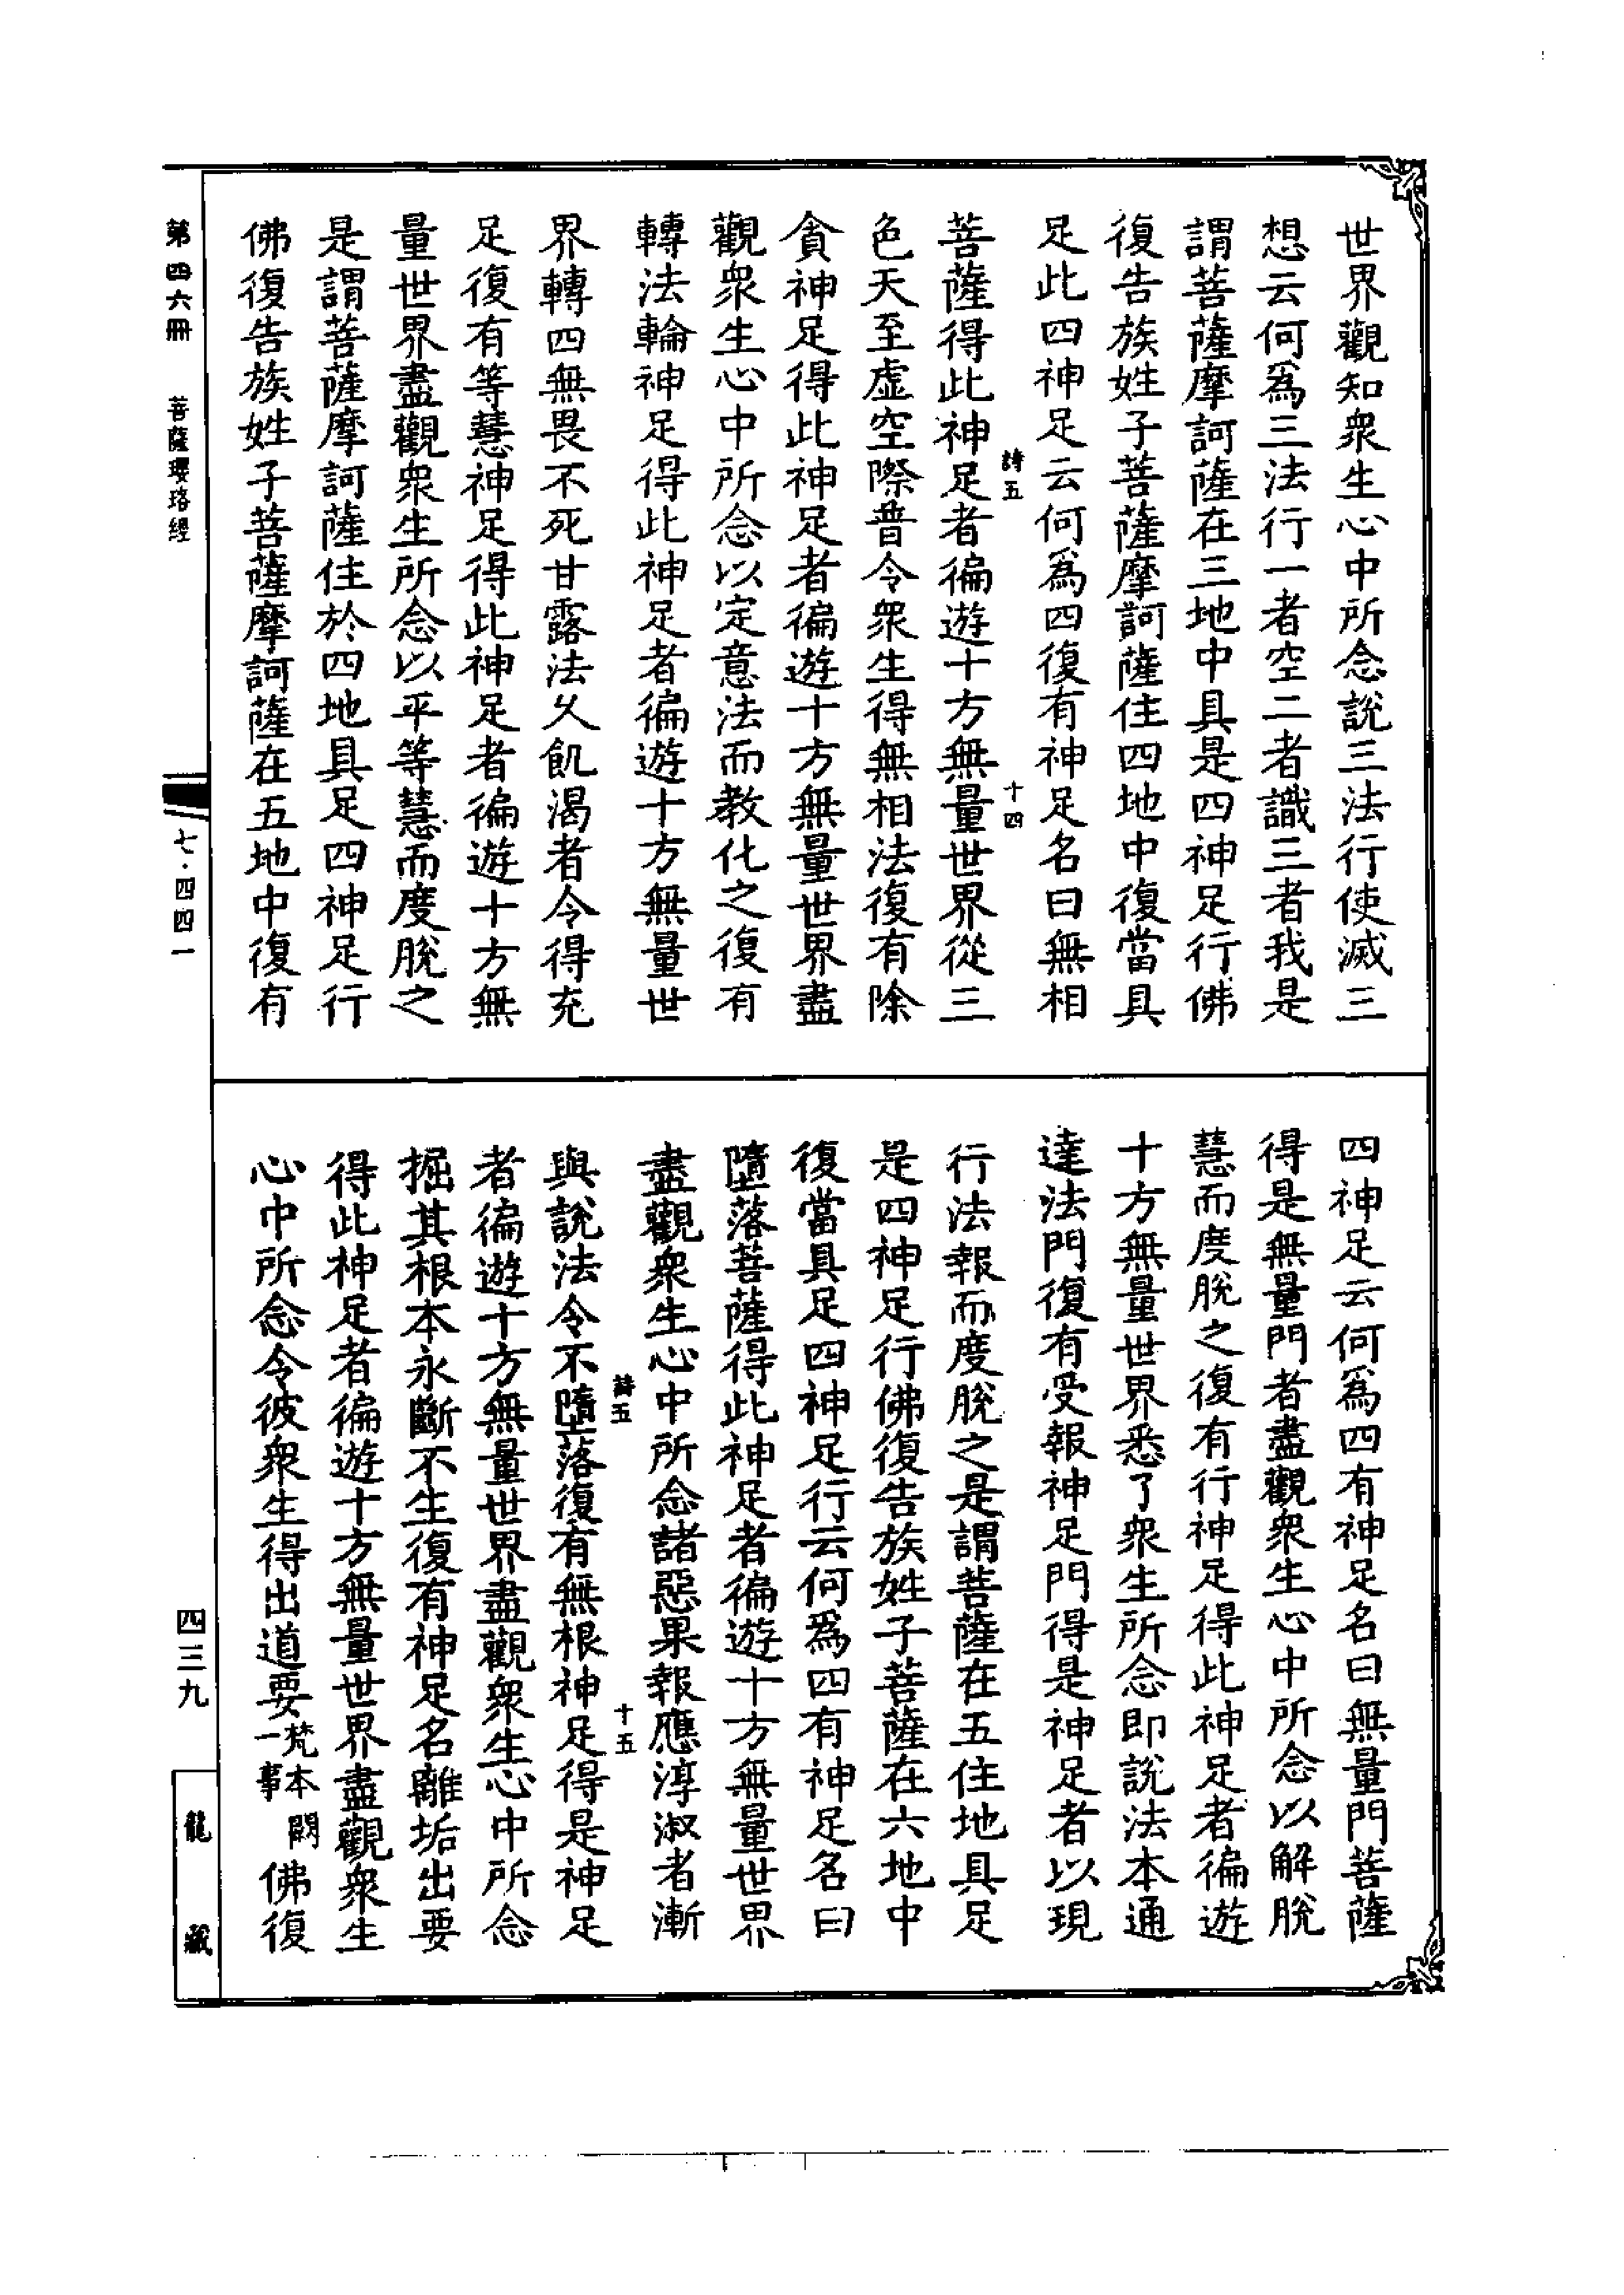 世界觀知衆生心中所念說三法行使滅三
想云何爲三法行一者空二者識三者我是
謂菩薩摩訶薩在三地中具是四神足行佛
復告族姓子菩薩摩訶薩住四地中復當具
足此四神足云何爲四復有神足名曰無相
詩五
十四
菩薩得此神足者徧遊十方無量世界從三
色天至虛空際普令衆生得無相法復有除
貪神足得此神足者徧遊十方無量世界盡
觀衆生心中所念以定意法而教化之復有
轉法輪神足得此神足者徧遊十方無量世
界轉四無畏不死甘露法久飢渴者令得充
足復有等慧神足得此神足者徧遊十方無
量世界盡觀衆生所念以平等慧而度脫之
是謂菩薩摩訶薩住於四地具足四神足行
佛復告族姓子菩薩摩訶薩在五地中復有
四神足云何爲四有神足名曰無量門菩薩
得是無量門者盡觀衆生心中所念以解脫
慧而度脫之復有行神足得此神足者徧遊
十方無量世界悉了衆生所念即說法本通
達法門復有受報神足門得是神足者以現
行法報而度脫之是謂菩薩在五住地具足
是四神足行佛復告族姓子菩薩在六地中
復當具足四神足行云何爲四有神足名曰
墮落菩薩得此神足者徧遊十方無量世界
盡觀衆生心中所念諸惡果報應淳淑者漸
詩五
十五
與說法令不墮落復有無根神足得是神足
者徧遊十方無量世界盡觀衆生心中所念
掘其根本永斷不生復有神足名離垢出要
得此神足者徧遊十方無量世界盡觀衆生
心中所念令彼衆生得出道要梵本闕一事佛復
第四六冊 菩薩瓔珞經
七·四四一
四三九
龍藏